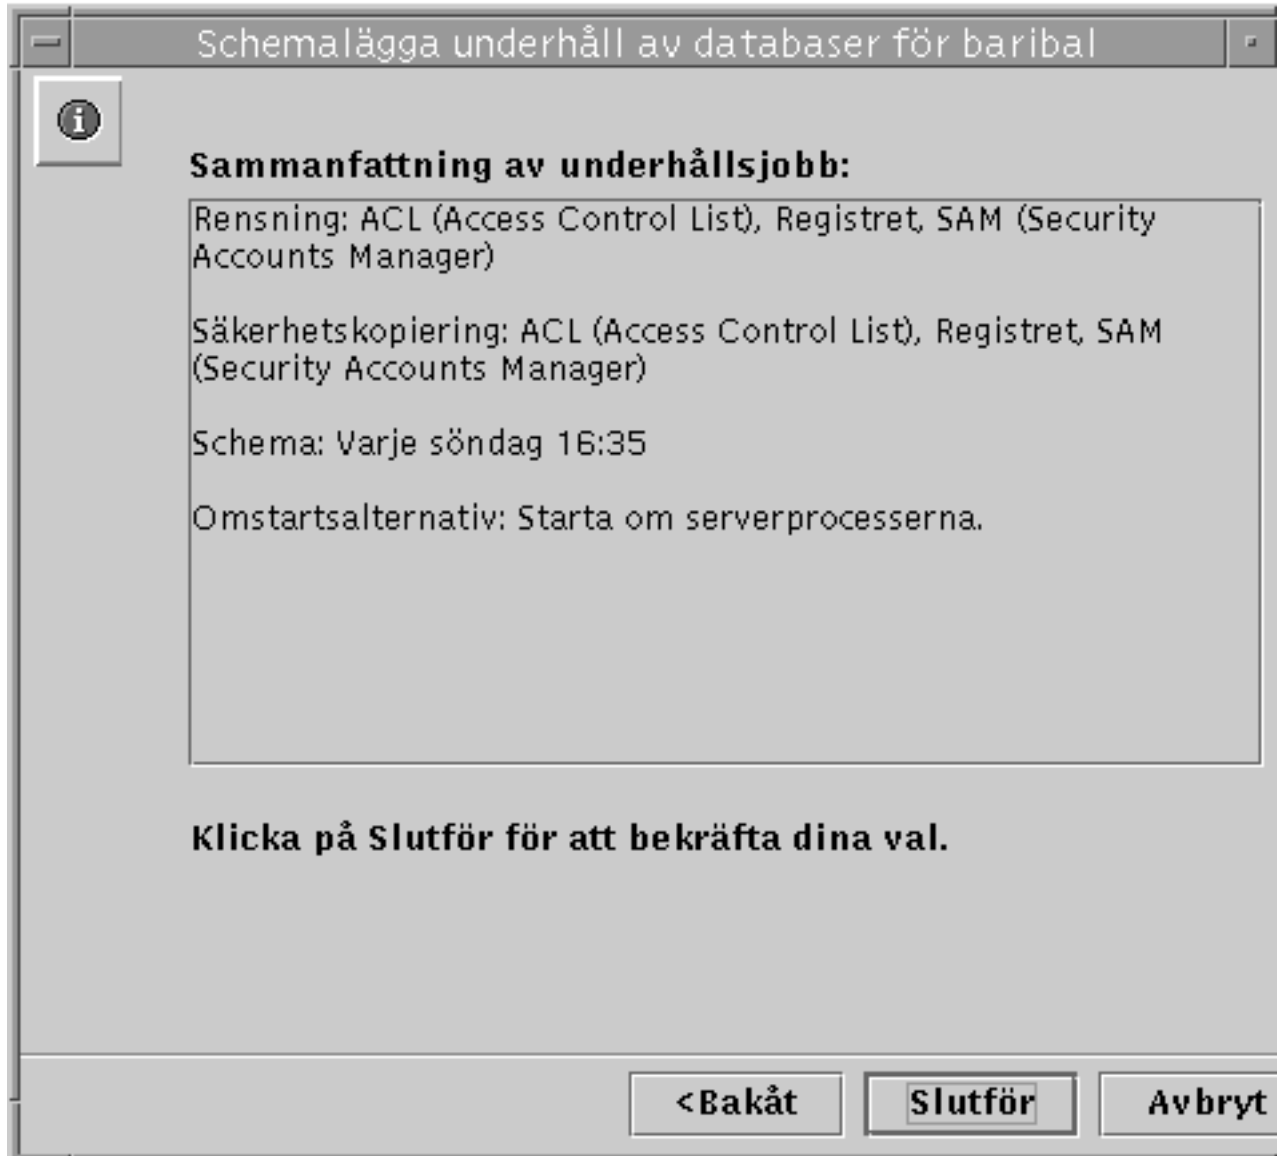 Schemalägga underhåll av databaser för baribal
Sammanfattning av underhållsjobb:
Rensning: ACL (Access Control List), Registret, SAM (Security
Accounts Manager)
Säkerhetskopiering: ACL (Access Control List), Registret, SAM
(Security Accounts Manager)
Schema: Varje söndag 16:35
Omstartsalternativ: Starta om serverprocesserna.
Klicka på Slutför för att bekräfta dina val.
<Bakåt
Slutför
Avbryt